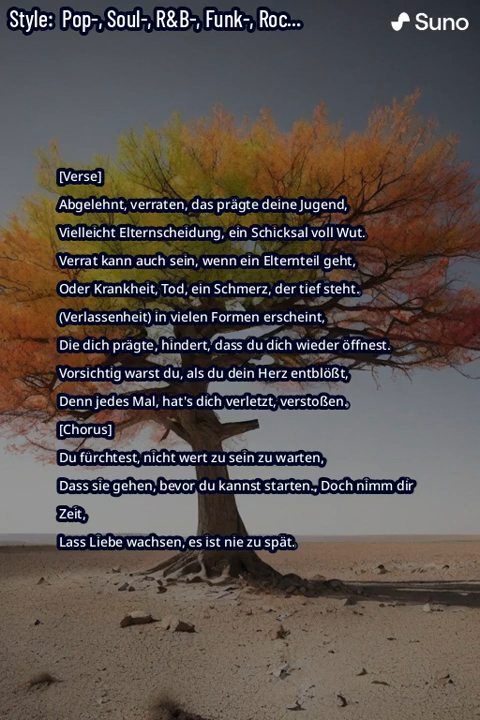 Style: Pop-, Soul-, R&B-, Funk-, Roc...
Suno
[Verse]
Abgelehnt, verraten, das prägte deine Jugend,
Vielleicht Elternscheidung, ein Schicksal voll Wut.
Verrat kann auch sein, wenn ein Elternteil geht,
Oder Krankheit, Tod, ein Schmerz, der tief steht.
(Verlassenheit) in vielen Formen erscheint,
Die dich prägte, hindert, dass du dich wieder öffnest.
Vorsichtig warst du, als du dein Herz entblößt,
Denn jedes Mal, hat's dich verletzt, verstoßen.
[Chorus]
Du fürchtest, nicht wert zu sein zu warten,
Dass sie gehen, bevor du kannst starten., Doch nimm dir
Zeit,
Lass Liebe wachsen, es ist nie zu spät.